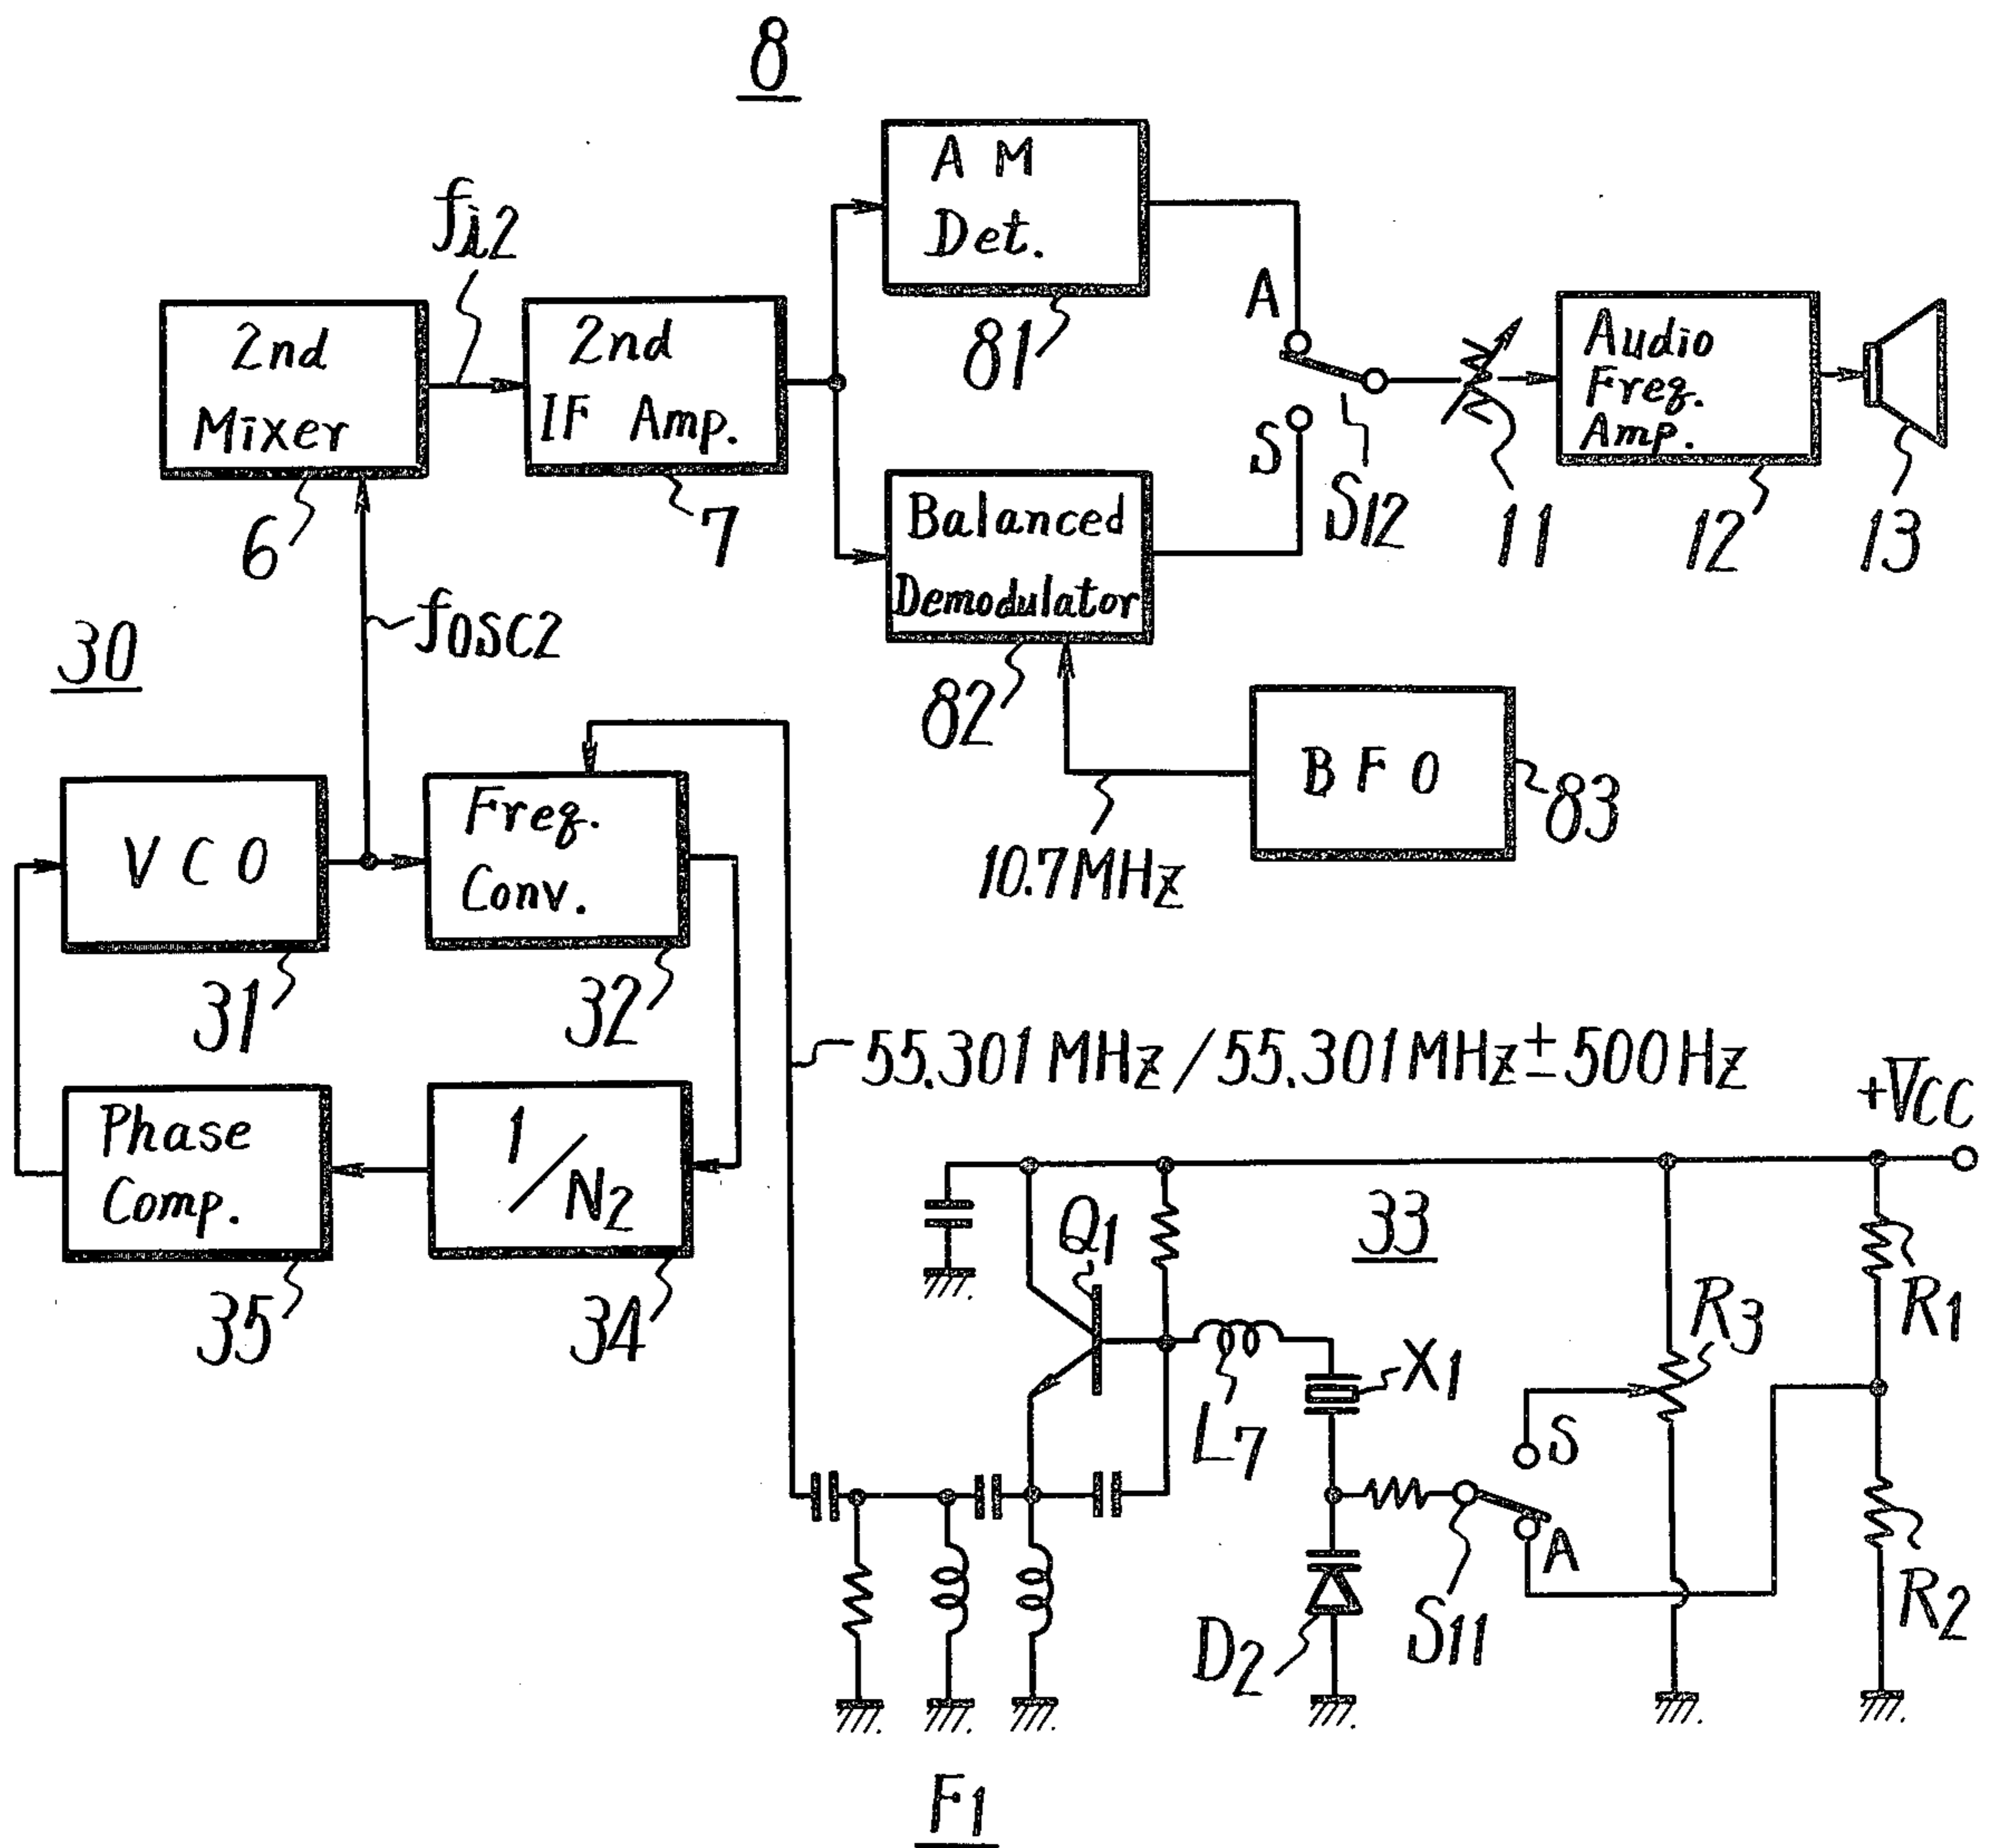 8
A M
Det.
81
fi2
2nd
Mixer
6
2nd
IF Amp.
7
A
S
S12
11
Audio
Freq.
Amp.
12
13
Balanced
Demodulator
82
fOSC2
30
B F O
83
10.7MHz
V C O
31
Freq.
Conv.
32
55.301 MHz / 55.301 MHz ± 500 Hz
Phase
Comp.
35
1/N2
34
+VCC
33
Q1
R3
R1
X1
L7
S
A
S11
D2
R2
F1